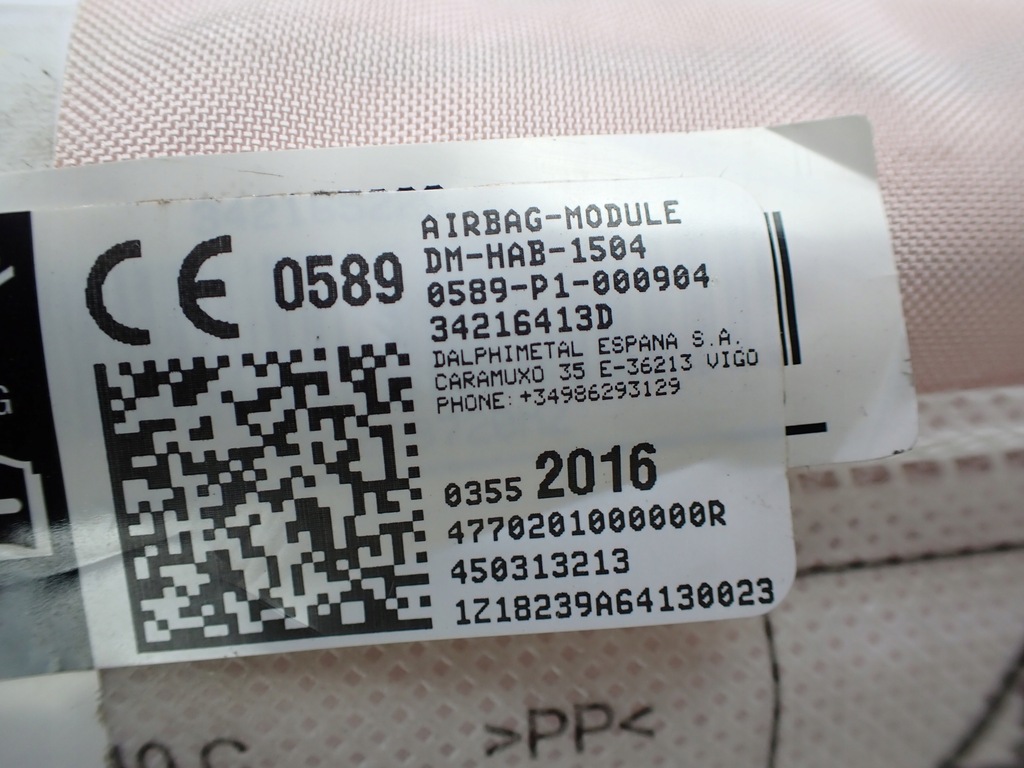 CE 0589
AIRBAG-MODULE
DM-HAB-1504
0589-P1-000904
34216413D
DALPHIMETAL ESPANA S.A.
CARAMUXO 35 E-36213 VIGO
PHONE: +34986293129
0355 2016
4770201000000R
450313213
1Z18239A64130023
G
>PP<